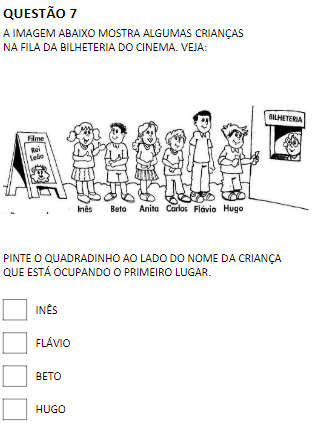 QUESTÃO 7
A IMAGEM ABAIXO MOSTRA ALGUMAS CRIANÇAS
NA FILA DA BILHETERIA DO CINEMA. VEJA:
BILHETERIA
Filme
Rei
Leão
Inês Beto Anita Carlos Flávio Hugo
PINTE O QUADRADINHO AO LADO DO NOME DA CRIANÇA
QUE ESTÁ OCUPANDO O PRIMEIRO LUGAR.
INÊS
FLÁVIO
BETO
HUGO